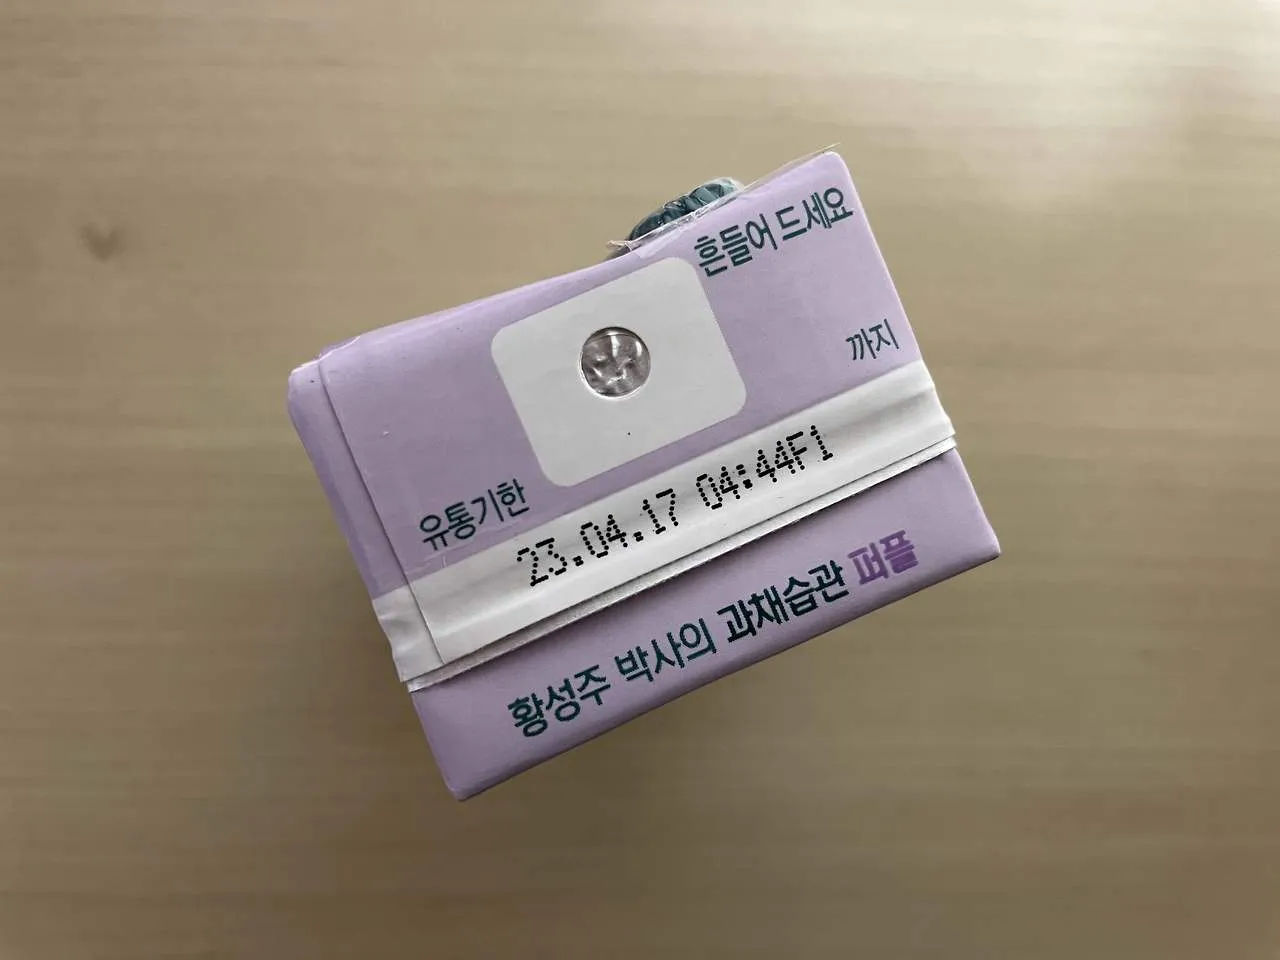 흔들어 드세요
까지
유통기한
23.04.17 04:44F1
황성주 박사의 과채습관 퍼플